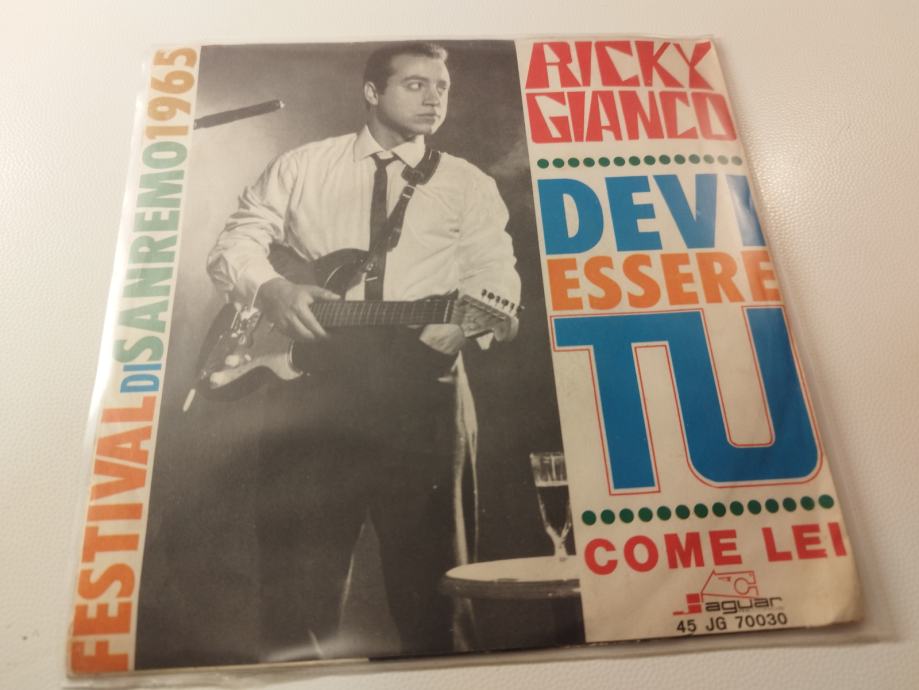 FESTIVAL DI SANREMO 1965
RICKY
GIANCO
DEVI
ESSERE
TU
COME LEI
Jaguar
45 JG 70030